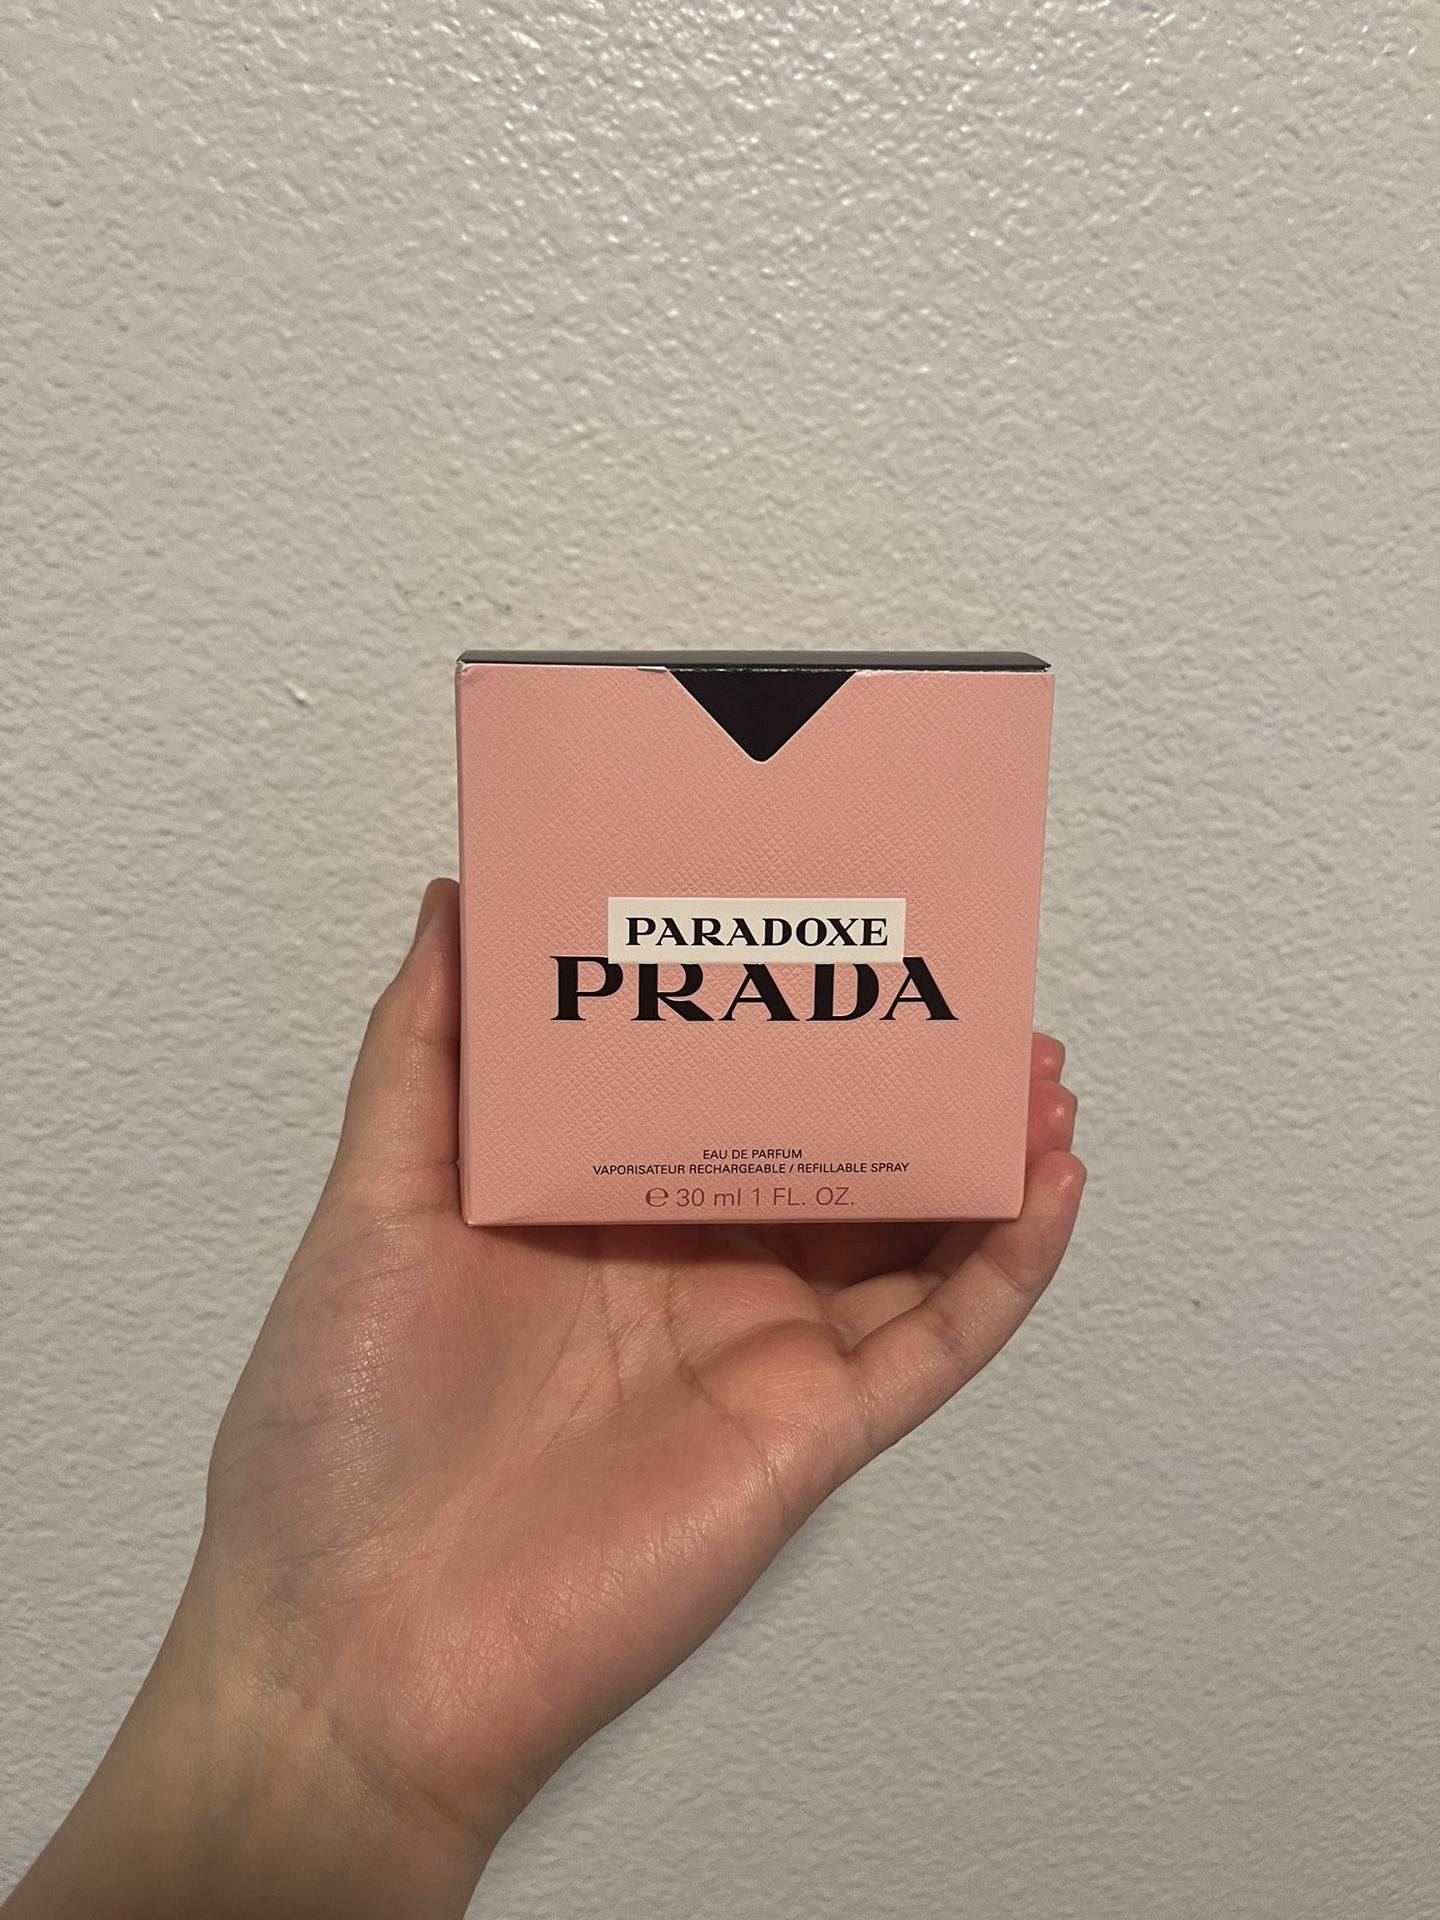 PARADOXE
PRADA
EAU DE PARFUM
VAPORISATEUR RECHARGEABLE / REFILLABLE SPRAY
℮ 30 ml 1 FL. OZ.